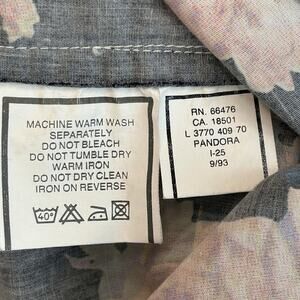 MACHINE WARM WASH
SEPARATELY
DO NOT BLEACH
DO NOT TUMBLE DRY
WARM IRON
DO NOT DRY CLEAN
IRON ON REVERSE
40°
RN. 66476
CA. 18501
L 3770 409 70
PANDORA
I-25
9/93